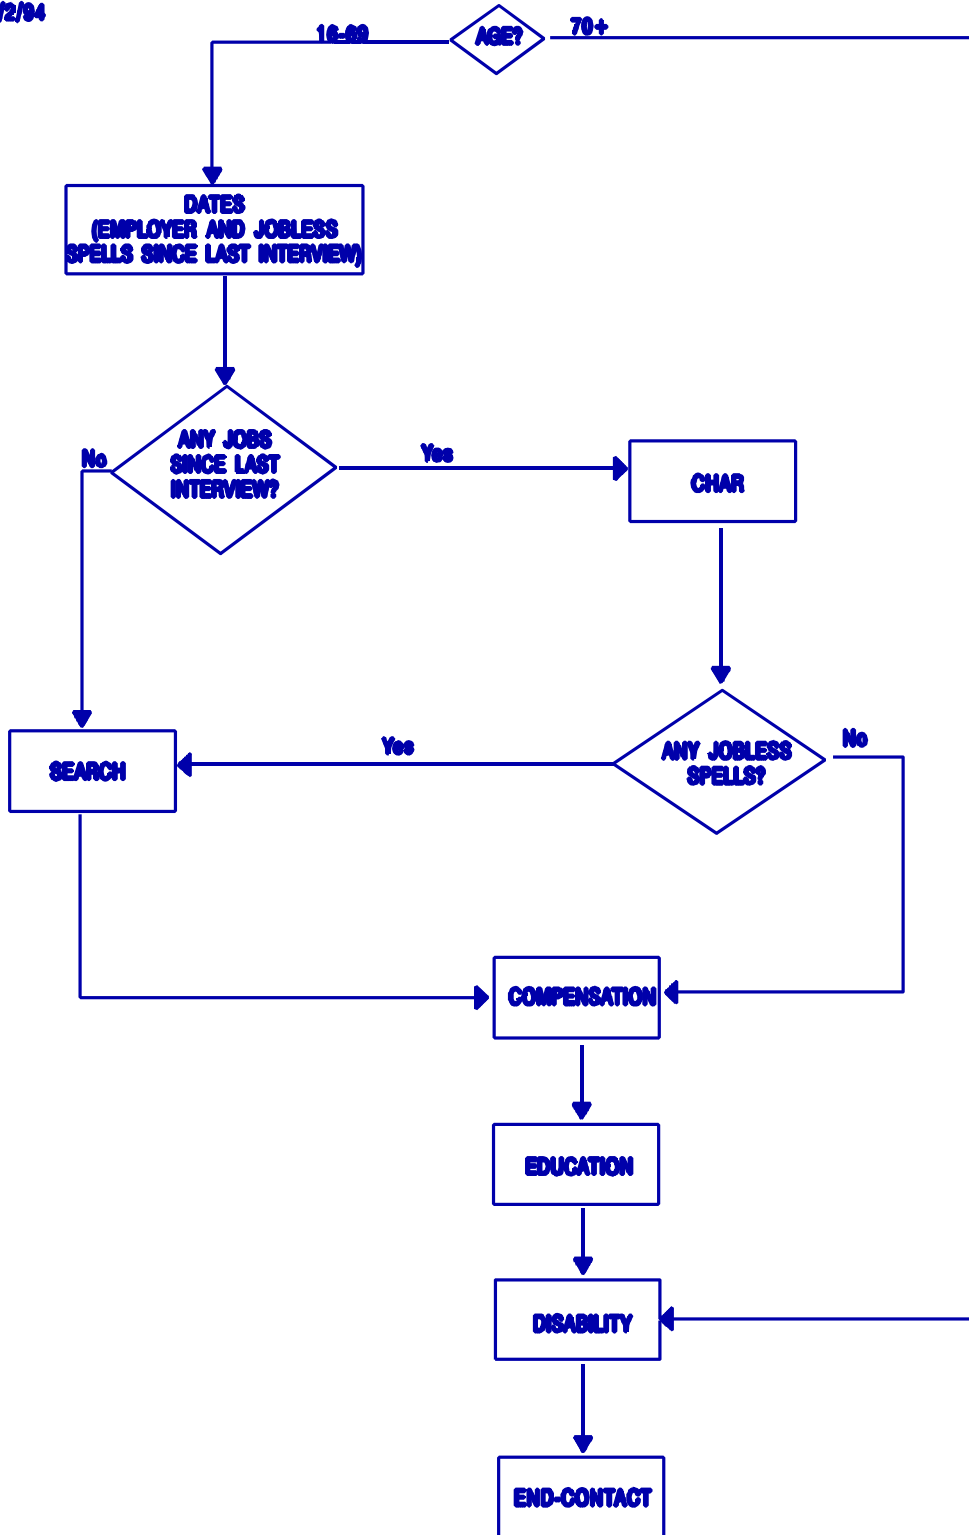 /2/94
16-69
AGE?
70+
DATES
(EMPLOYER AND JOBLESS
SPELLS SINCE LAST INTERVIEW)
No
ANY JOBS
SINCE LAST
INTERVIEW?
Yes
CHAR
SEARCH
Yes
ANY JOBLESS
SPELLS?
No
COMPENSATION
EDUCATION
DISABILITY
END-CONTACT